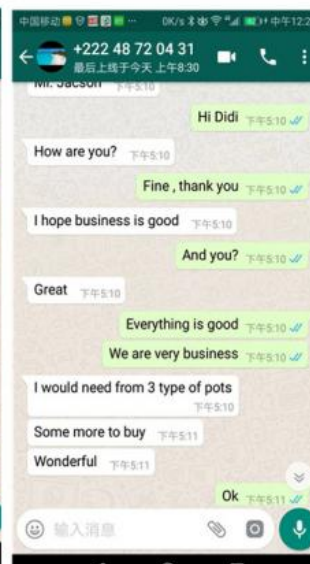 中国移动 0K/s 中午12:2
+222 48 72 04 31
最后上线于今天 上午8:30
Mr. Jacson 下午5:10
Hi Didi 下午5:10
How are you? 下午5:10
Fine , thank you 下午5:10
I hope business is good 下午5:10
And you? 下午5:10
Great 下午5:10
Everything is good 下午5:10
We are very business 下午5:10
I would need from 3 type of pots
下午5:10
Some more to buy 下午5:11
Wonderful 下午5:11
Ok 下午5:11
输入消息